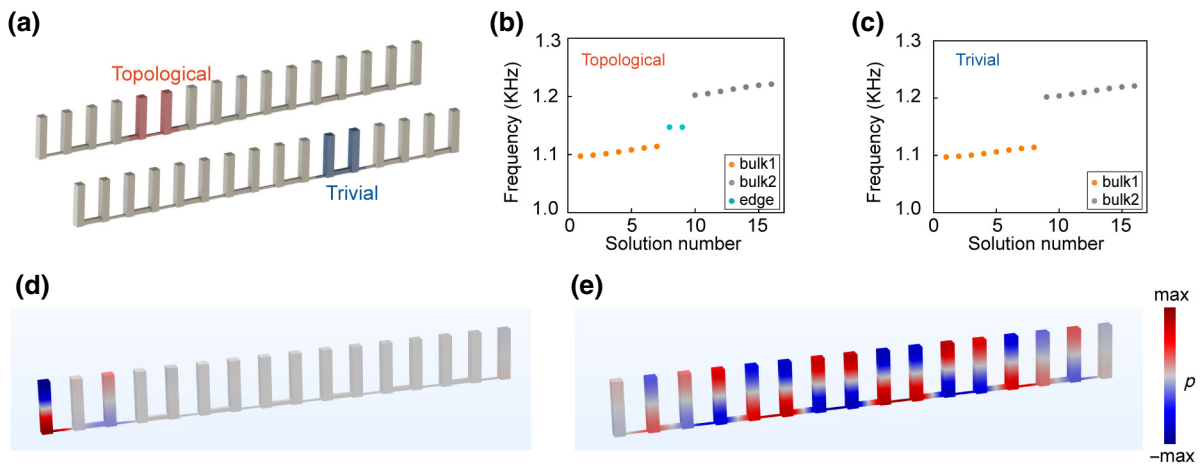 (a)
Topological
Trivial
(b)
Frequency (KHz)
1.3
1.2
1.1
1.0
Topological
bulk1
bulk2
edge
0
5
10
15
Solution number
(c)
Frequency (KHz)
1.3
1.2
1.1
1.0
Trivial
bulk1
bulk2
0
5
10
15
Solution number
(d)
(e)
max
p
–max